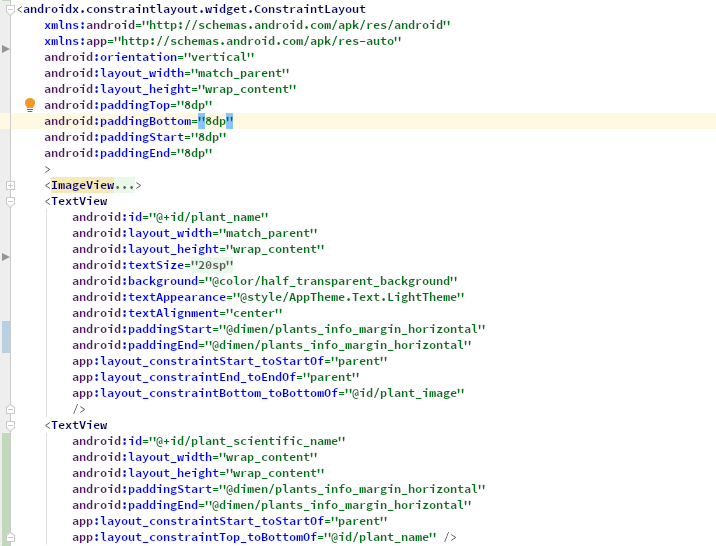 <androidx.constraintlayout.widget.ConstraintLayout
xmlns:android="http://schemas.android.com/apk/res/android"
xmlns:app="http://schemas.android.com/apk/res-auto"
android:orientation="vertical"
android:layout_width="match_parent"
android:layout_height="wrap_content"
android:paddingTop="8dp"
android:paddingBottom="8dp"
android:paddingStart="8dp"
android:paddingEnd="8dp"
>
<ImageView...>
<TextView
android:id="@+id/plant_name"
android:layout_width="match_parent"
android:layout_height="wrap_content"
android:textSize="20sp"
android:background="@color/half_transparent_background"
android:textAppearance="@style/AppTheme.Text.LightTheme"
android:textAlignment="center"
android:paddingStart="@dimen/plants_info_margin_horizontal"
android:paddingEnd="@dimen/plants_info_margin_horizontal"
app:layout_constraintStart_toStartOf="parent"
app:layout_constraintEnd_toEndOf="parent"
app:layout_constraintBottom_toBottomOf="@id/plant_image"
/>
<TextView
android:id="@+id/plant_scientific_name"
android:layout_width="wrap_content"
android:layout_height="wrap_content"
android:paddingStart="@dimen/plants_info_margin_horizontal"
android:paddingEnd="@dimen/plants_info_margin_horizontal"
app:layout_constraintStart_toStartOf="parent"
app:layout_constraintTop_toBottomOf="@id/plant_name" />